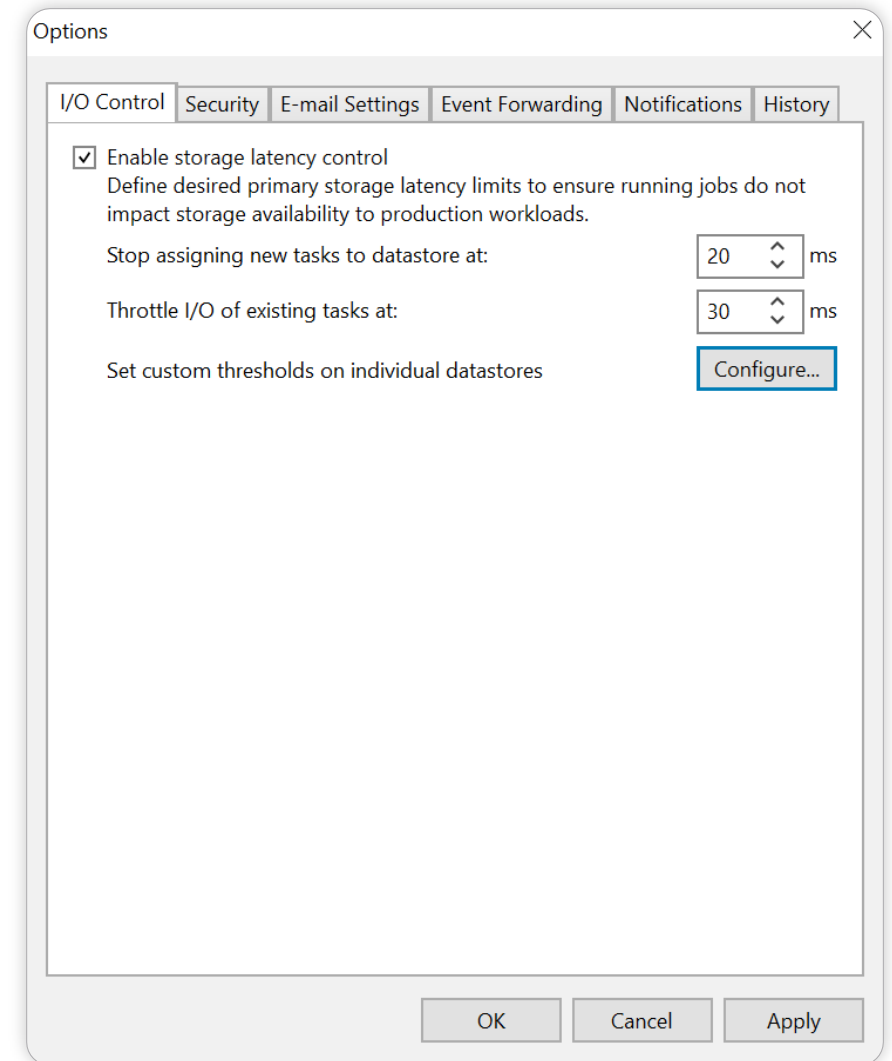 Options
I/O Control Security E-mail Settings Event Forwarding Notifications History
Enable storage latency control
Define desired primary storage latency limits to ensure running jobs do not
impact storage availability to production workloads.
Stop assigning new tasks to datastore at: 20 ms
Throttle I/O of existing tasks at: 30 ms
Set custom thresholds on individual datastores Configure...
OK Cancel Apply